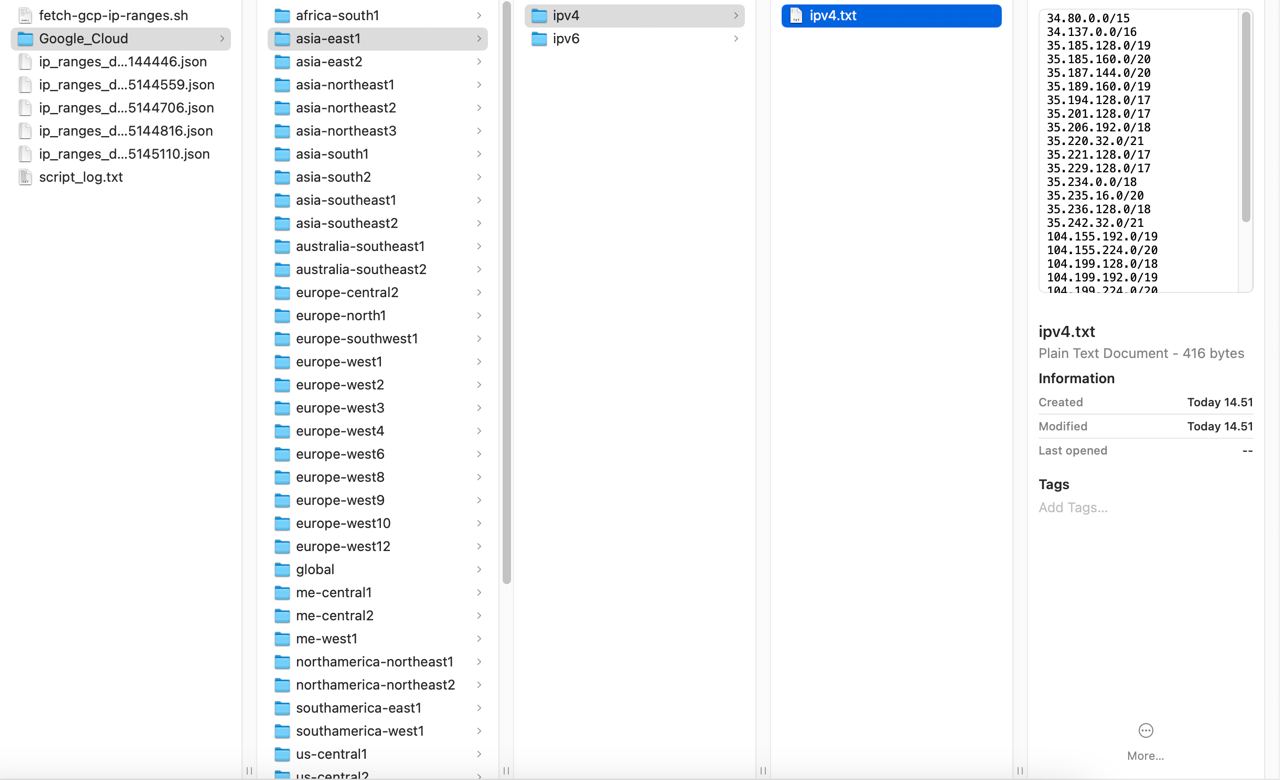 fetch-gcp-ip-ranges.sh
Google_Cloud
ip_ranges_d...144446.json
ip_ranges_d...5144559.json
ip_ranges_d...5144706.json
ip_ranges_d...5144816.json
ip_ranges_d...5145110.json
script_log.txt
africa-south1
asia-east1
asia-east2
asia-northeast1
asia-northeast2
asia-northeast3
asia-south1
asia-south2
asia-southeast1
asia-southeast2
australia-southeast1
australia-southeast2
europe-central2
europe-north1
europe-southwest1
europe-west1
europe-west2
europe-west3
europe-west4
europe-west6
europe-west8
europe-west9
europe-west10
europe-west12
global
me-central1
me-central2
me-west1
northamerica-northeast1
northamerica-northeast2
southamerica-east1
southamerica-west1
us-central1
us-central2
ipv4
ipv6
ipv4.txt
34.80.0.0/15
34.137.0.0/16
35.185.128.0/19
35.185.160.0/20
35.187.144.0/20
35.189.160.0/19
35.194.128.0/17
35.201.128.0/17
35.206.192.0/18
35.220.32.0/21
35.221.128.0/17
35.229.128.0/17
35.234.0.0/18
35.235.16.0/20
35.236.128.0/18
35.242.32.0/21
104.155.192.0/19
104.155.224.0/20
104.199.128.0/18
104.199.192.0/19
104.199.224.0/20
ipv4.txt
Plain Text Document - 416 bytes
Information
Created Today 14.51
Modified Today 14.51
Last opened --
Tags
Add Tags...
More...